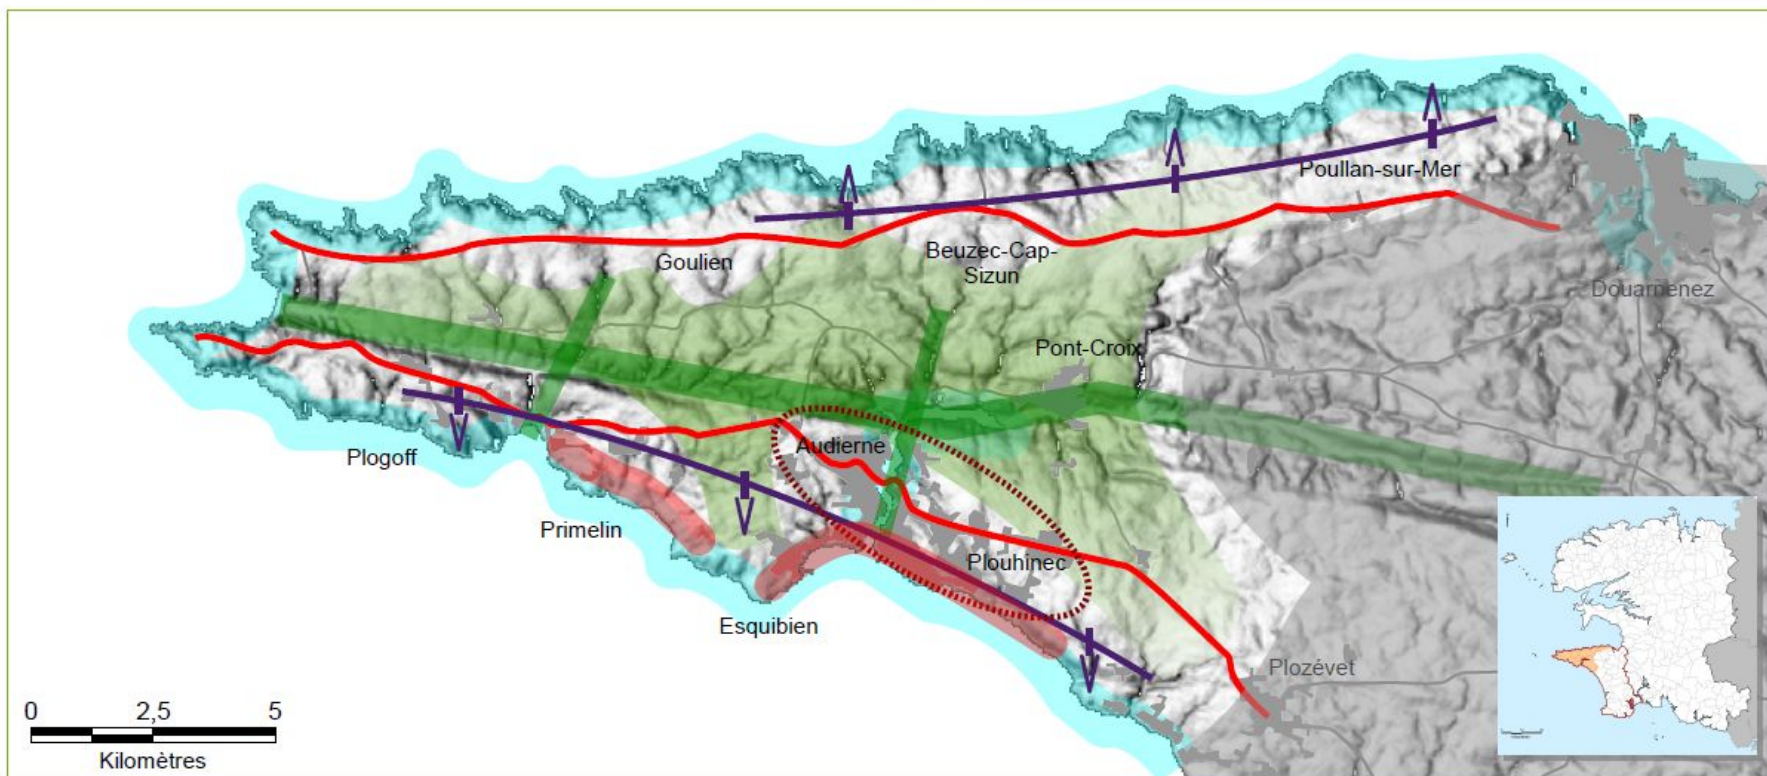 Poullan-sur-Mer
Goulien
Beuzec-Cap-
Sizun
Douarnenez
Pont-Croix
Audierne
Plogoff
Primelin
Plouhinec
Esquibien
Plozévet
0 2,5 5
Kilomètres